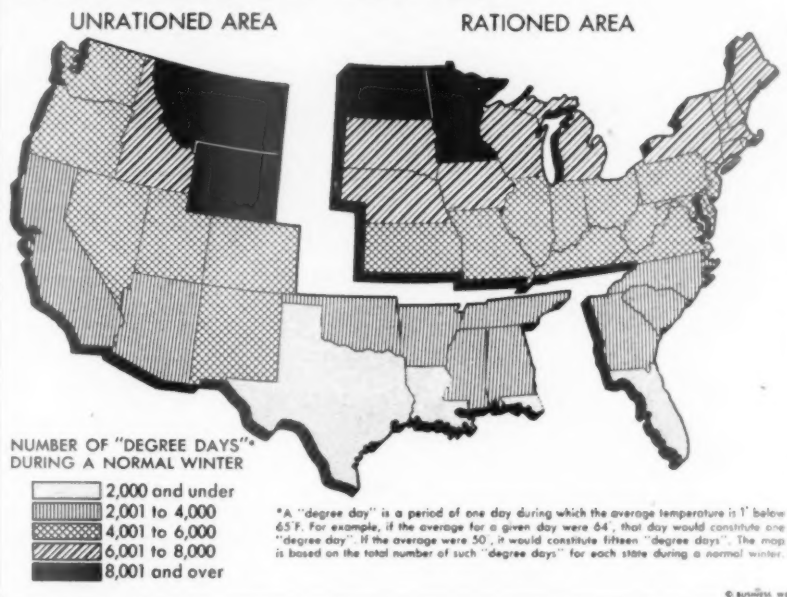 UNRATIONED AREA
RATIONED AREA
NUMBER OF "DEGREE DAYS"*
DURING A NORMAL WINTER
2,000 and under
2,001 to 4,000
4,001 to 6,000
6,001 to 8,000
8,001 and over
*A "degree day" is a period of one day during which the average temperature is 1° below
65°F. For example, if the average for a given day were 64°, that day would constitute one
"degree day". If the average were 50°, it would constitute fifteen "degree days". The map
is based on the total number of such "degree days" for each state during a normal winter.
© BUSINESS